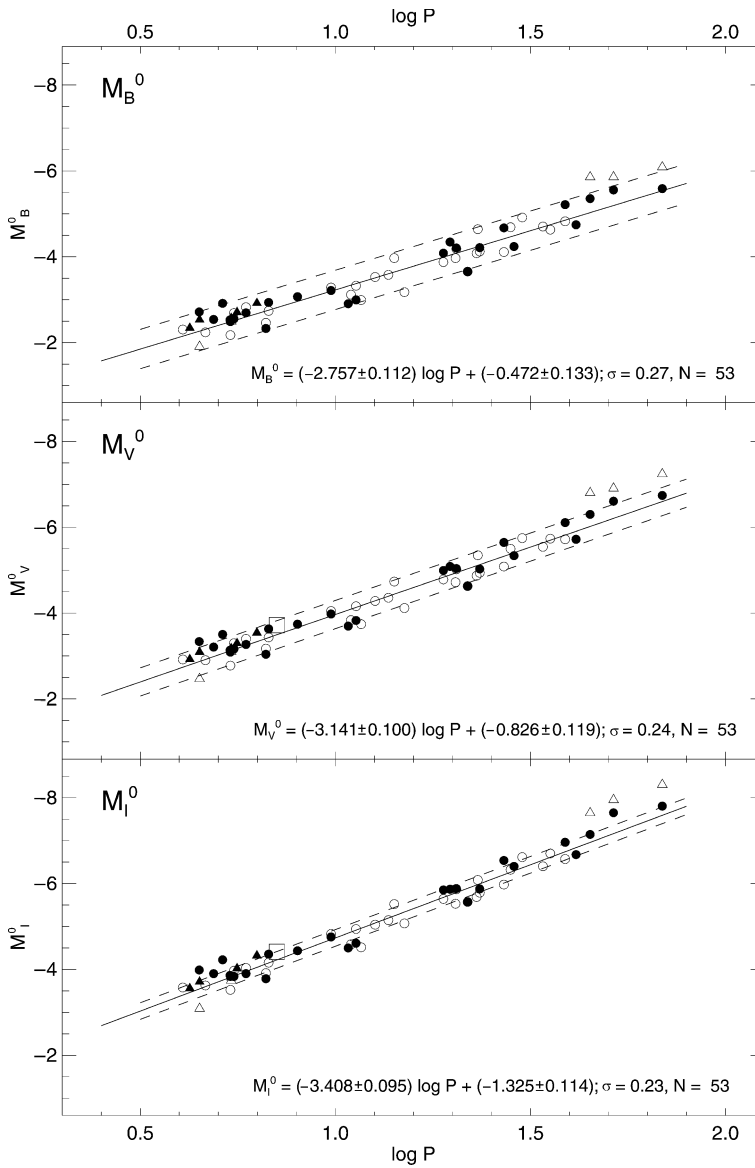 log P
0.5 1.0 1.5 2.0
M_B^0
−8
−6
−4
−2
M^0_B
M_B^0 = (−2.757±0.112) log P + (−0.472±0.133); σ = 0.27, N = 53
M_V^0
−8
−6
−4
−2
M^0_V
M_V^0 = (−3.141±0.100) log P + (−0.826±0.119); σ = 0.24, N = 53
M_I^0
−8
−6
−4
−2
M^0_I
M_I^0 = (−3.408±0.095) log P + (−1.325±0.114); σ = 0.23, N = 53
0.5 1.0 1.5 2.0
log P